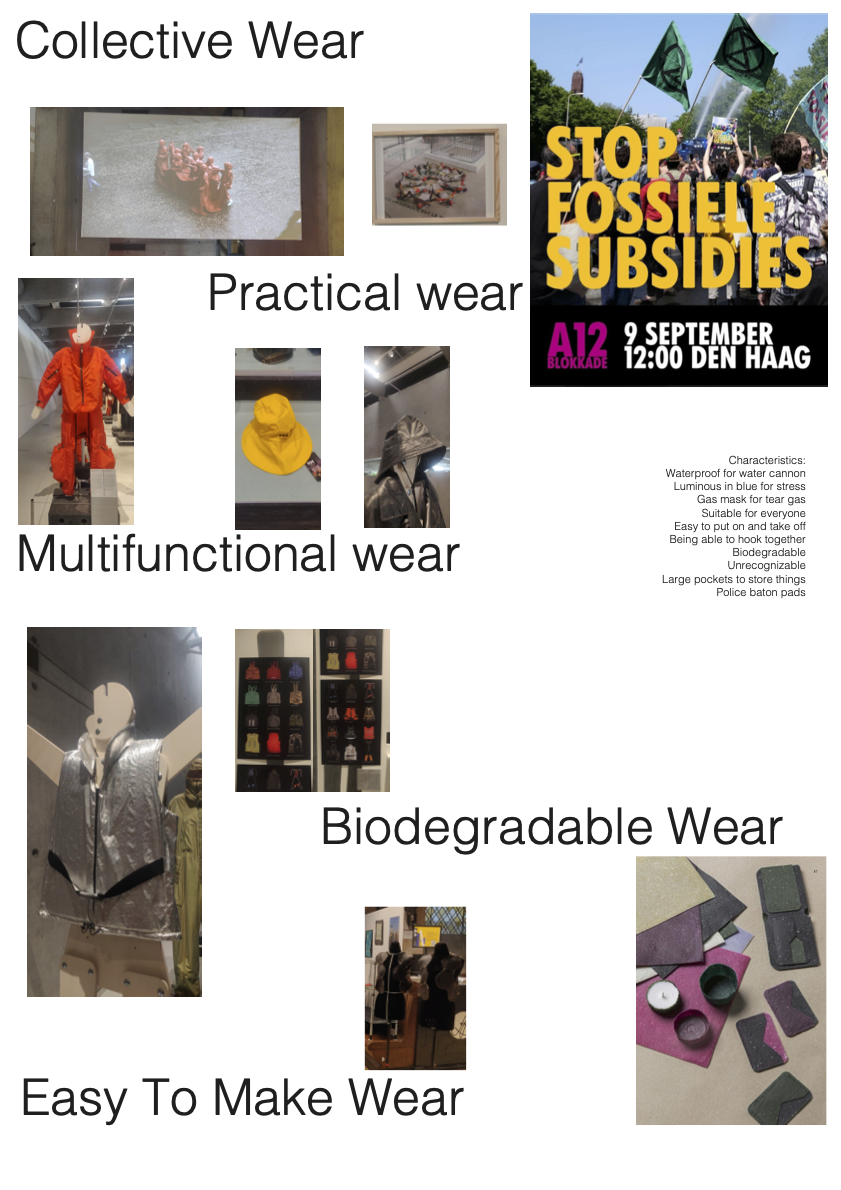 Collective Wear
STOP
FOSSIELE
SUBSIDIES
A12
BLOKKADE
9 SEPTEMBER
12:00 DEN HAAG
Practical wear
Multifunctional wear
Characteristics:
Waterproof for water cannon
Luminous in blue for stress
Gas mask for tear gas
Suitable for everyone
Easy to put on and take off
Being able to hook together
Biodegradable
Unrecognizable
Large pockets to store things
Police baton pads
Biodegradable Wear
Easy To Make Wear